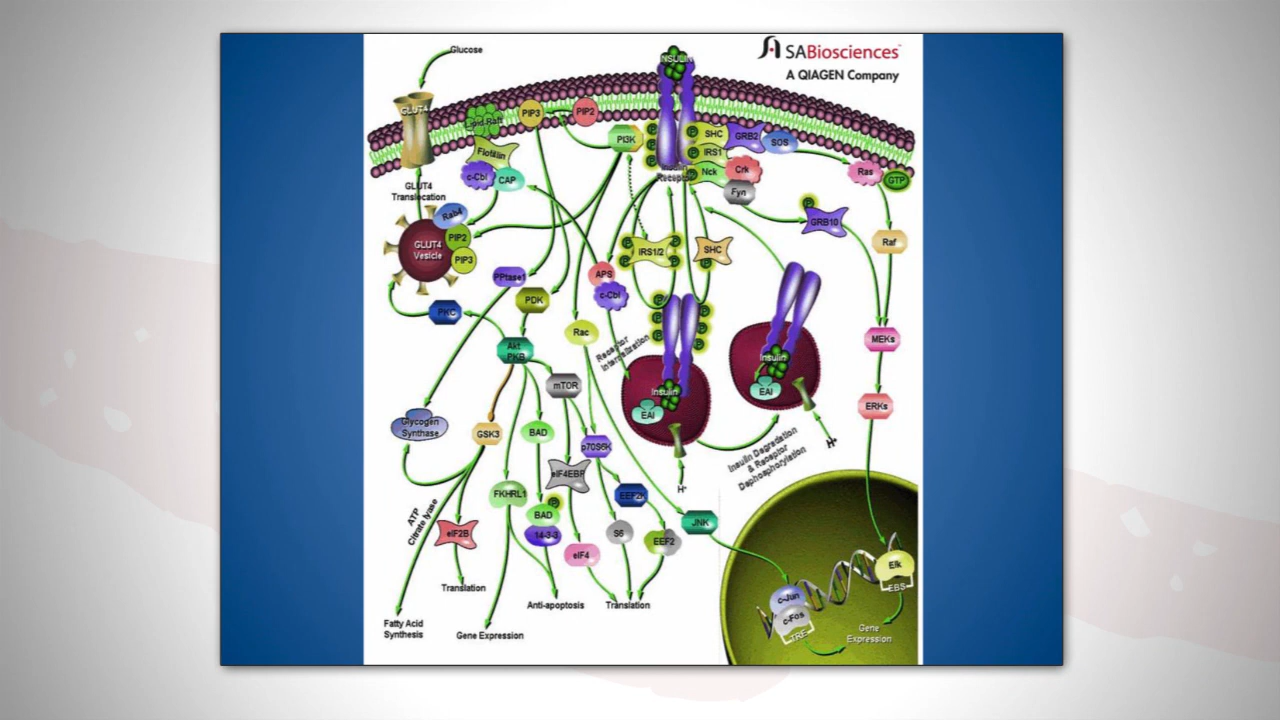 SABiosciences
A QIAGEN Company
Glucose
INSULIN
GLUT4
Lipid Raft
PIP3
PIP2
PI3K
SHC
GRB2
SOS
IRS1
Nck
Crk
Fyn
Insulin
Receptor
Ras
GTP
Flotillin
c-Cbl
CAP
GLUT4
Translocation
Rab4
GLUT4
Vesicle
PIP2
PIP3
P
P
P
P
P
P
P
GRB10
Raf
P
P
P
P
IRS1/2
SHC
P
PPtase1
APS
c-Cbl
PDK
PKC
Rac
Receptor
Internalization
P
P
P
P
P
P
Akt
PKB
MEKs
mTOR
Insulin
EAI
Insulin
EAI
ERKs
Glycogen
Synthase
GSK3
BAD
p70S6K
Insulin Degradation
& Receptor
Dephosphorylation
H+
H+
eIF4EBP
FKHRL1
EEF2K
P
BAD
14-3-3
JNK
ATP
Citrate lyase
eIF2B
S6
EEF2
eIF4
Elk
EBS
Translation
Anti-apoptosis
Translation
c-Jun
c-Fos
TRE
Fatty Acid
Synthesis
Gene Expression
Gene
Expression